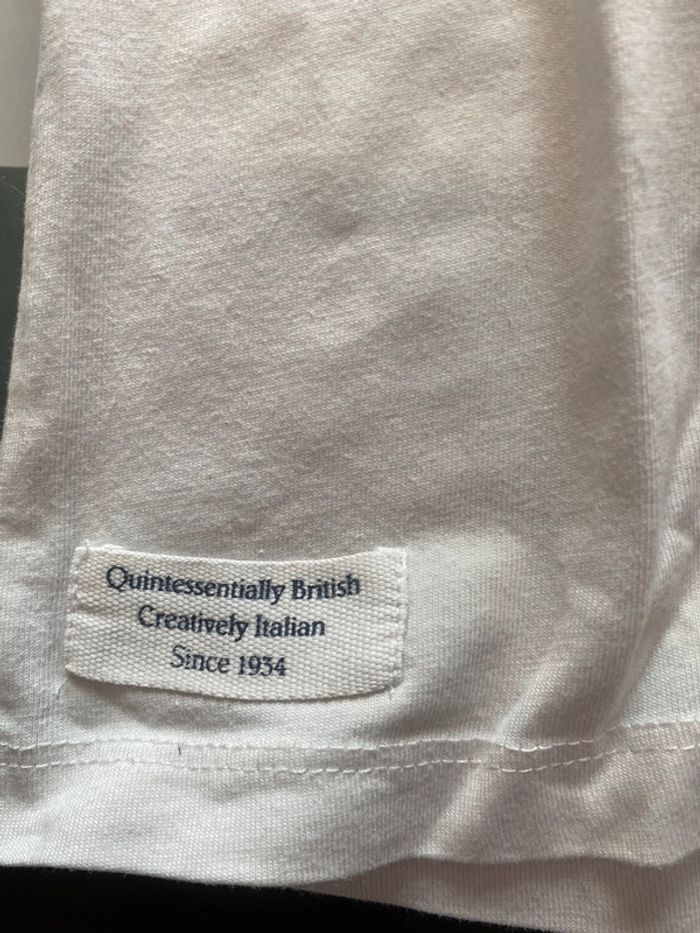 Quintessentially British
Creatively Italian
Since 1934